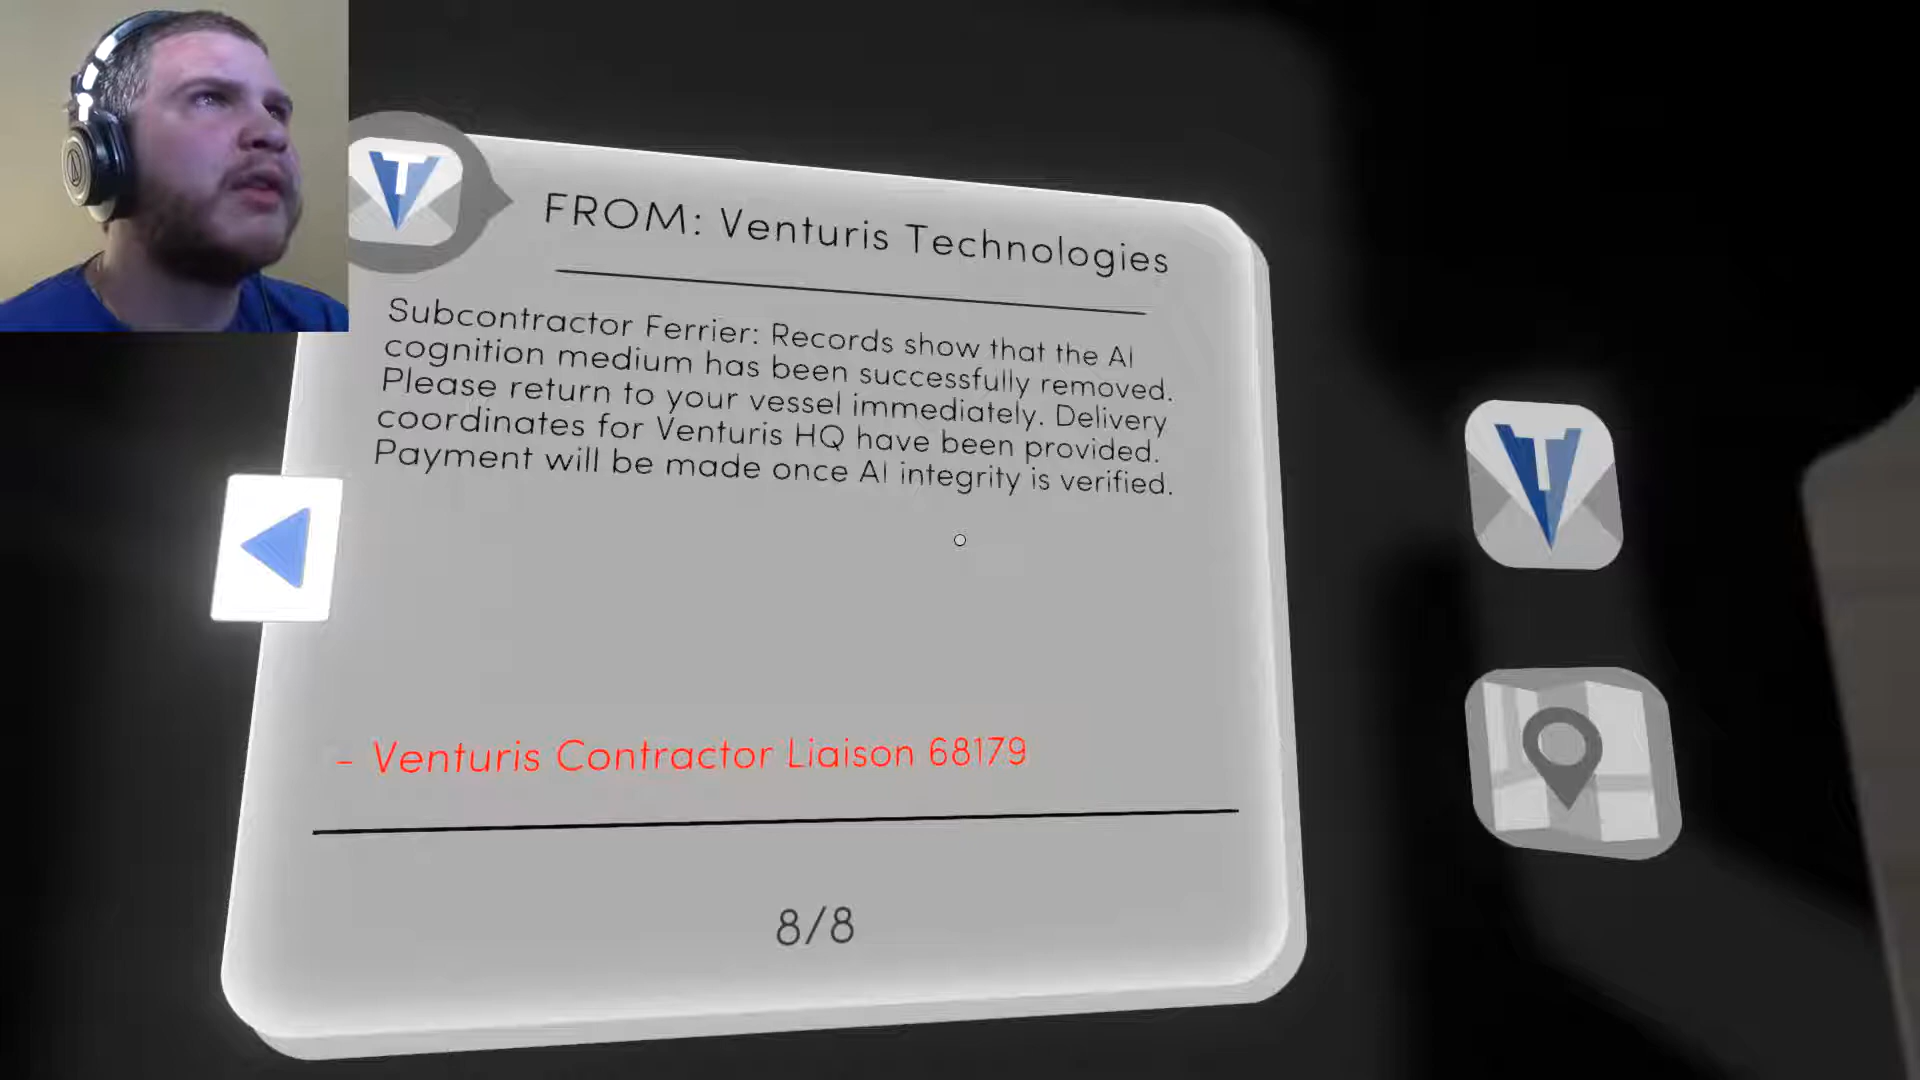 FROM: Venturis Technologies
Subcontractor Ferrier: Records show that the AI
cognition medium has been successfully removed.
Please return to your vessel immediately. Delivery
coordinates for Venturis HQ have been provided.
Payment will be made once AI integrity is verified.
- Venturis Contractor Liaison 68179
8/8